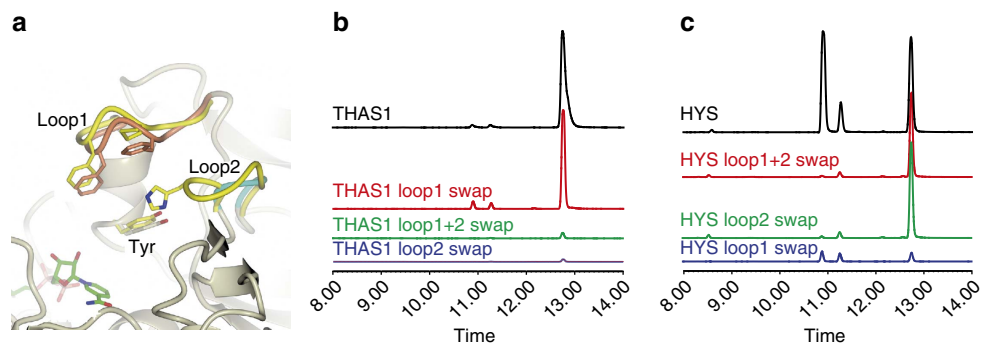 a
Loop1
Loop2
Tyr
b
THAS1
THAS1 loop1 swap
THAS1 loop1+2 swap
THAS1 loop2 swap
8.00 9.00 10.00 11.00 12.00 13.00 14.00
Time
c
HYS
HYS loop1+2 swap
HYS loop2 swap
HYS loop1 swap
8.00 9.00 10.00 11.00 12.00 13.00 14.00
Time